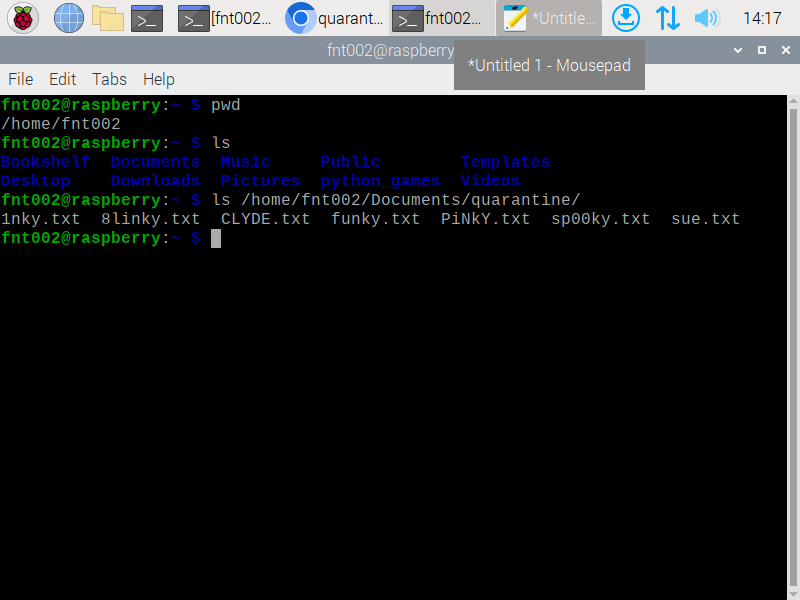 [fnt002... quarant... fnt002... *Untitle... 14:17
fnt002@raspberry
*Untitled 1 - Mousepad
File Edit Tabs Help
fnt002@raspberry:~ $ pwd
/home/fnt002
fnt002@raspberry:~ $ ls
Bookshelf Documents Music Public Templates
Desktop Downloads Pictures python_games Videos
fnt002@raspberry:~ $ ls /home/fnt002/Documents/quarantine/
1nky.txt 8linky.txt CLYDE.txt funky.txt PiNkY.txt sp00ky.txt sue.txt
fnt002@raspberry:~ $